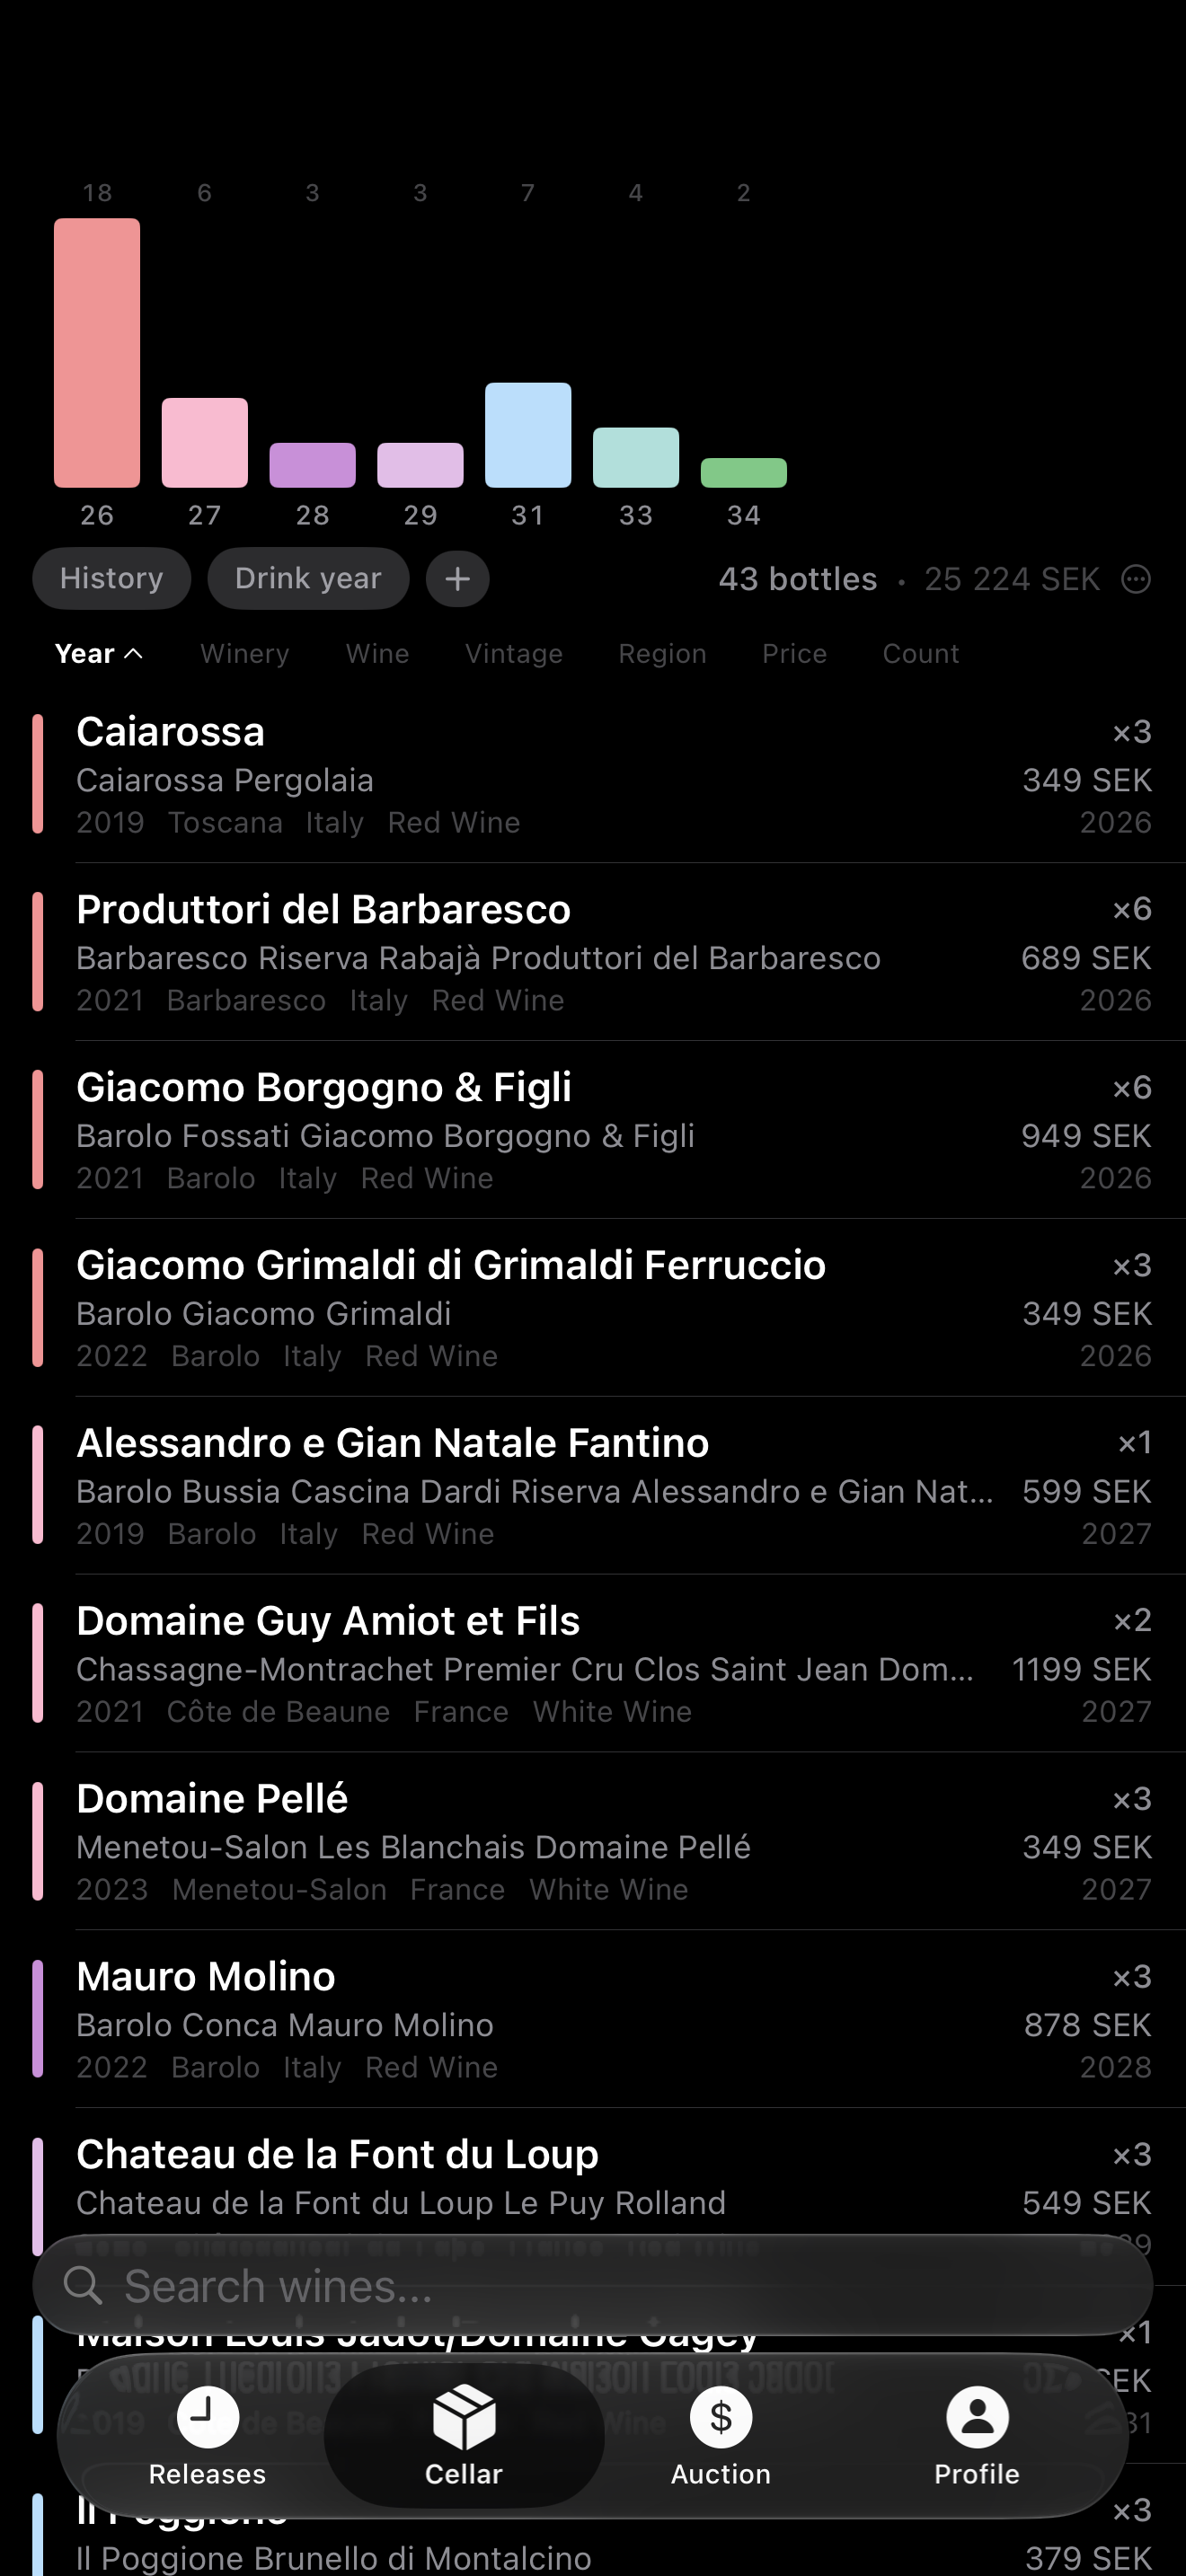 18 6 3 3 7 4 2
26 27 28 29 31 33 34
History Drink year + 43 bottles · 25 224 SEK
Year Winery Wine Vintage Region Price Count
Caiarossa ×3
Caiarossa Pergolaia 349 SEK
2019 Toscana Italy Red Wine 2026
Produttori del Barbaresco ×6
Barbaresco Riserva Rabajà Produttori del Barbaresco 689 SEK
2021 Barbaresco Italy Red Wine 2026
Giacomo Borgogno & Figli ×6
Barolo Fossati Giacomo Borgogno & Figli 949 SEK
2021 Barolo Italy Red Wine 2026
Giacomo Grimaldi di Grimaldi Ferruccio ×3
Barolo Giacomo Grimaldi 349 SEK
2022 Barolo Italy Red Wine 2026
Alessandro e Gian Natale Fantino ×1
Barolo Bussia Cascina Dardi Riserva Alessandro e Gian Nat... 599 SEK
2019 Barolo Italy Red Wine 2027
Domaine Guy Amiot et Fils ×2
Chassagne-Montrachet Premier Cru Clos Saint Jean Dom... 1199 SEK
2021 Côte de Beaune France White Wine 2027
Domaine Pellé ×3
Menetou-Salon Les Blanchais Domaine Pellé 349 SEK
2023 Menetou-Salon France White Wine 2027
Mauro Molino ×3
Barolo Conca Mauro Molino 878 SEK
2022 Barolo Italy Red Wine 2028
Chateau de la Font du Loup ×3
Chateau de la Font du Loup Le Puy Rolland 549 SEK
Search wines...
Maison Louis Jadot/Domaine Gagey ×1
Releases Cellar $ Auction Profile
Il Poggione ×3
Il Poggione Brunello di Montalcino 379 SEK